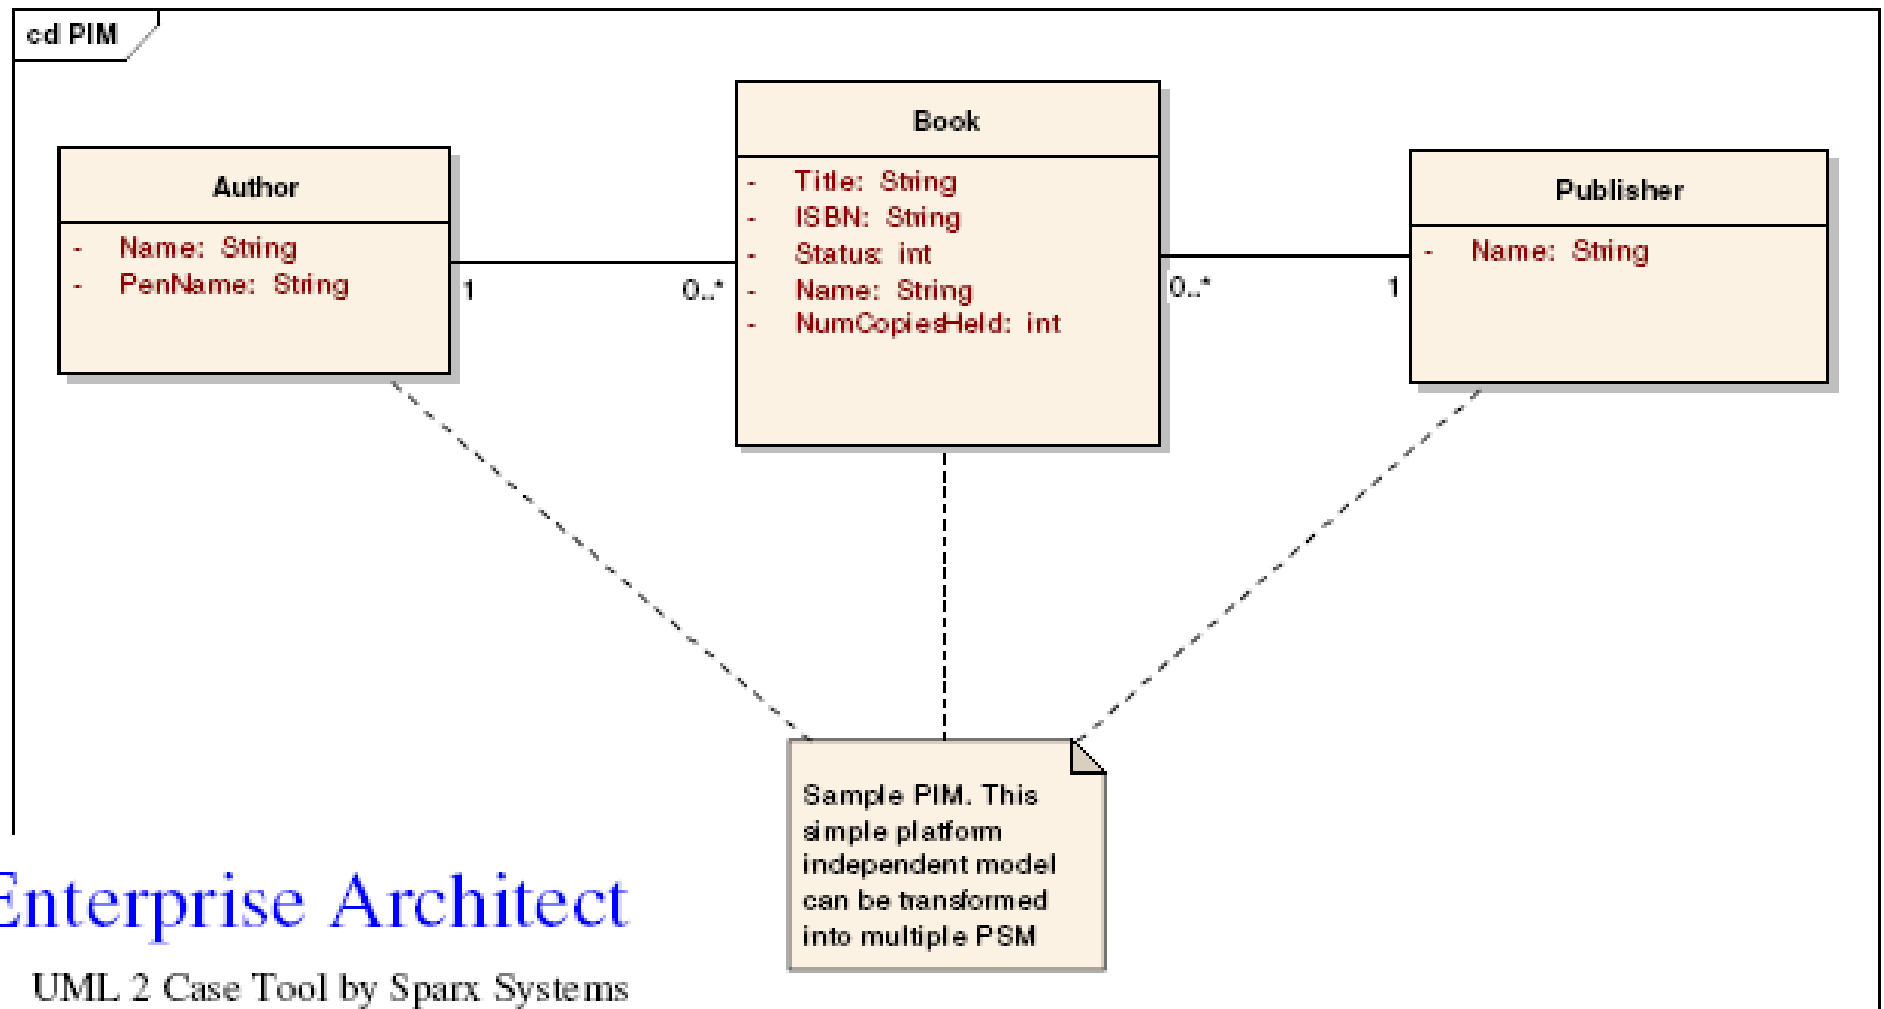 cd PIM
Author
- Name: String
- PenName: String
1
0..*
Book
- Title: String
- ISBN: String
- Status: int
- Name: String
- NumCopiesHeld: int
0..*
1
Publisher
- Name: String
Sample PIM. This
simple platform
independent model
can be transformed
into multiple PSM
Enterprise Architect
UML 2 Case Tool by Sparx Systems